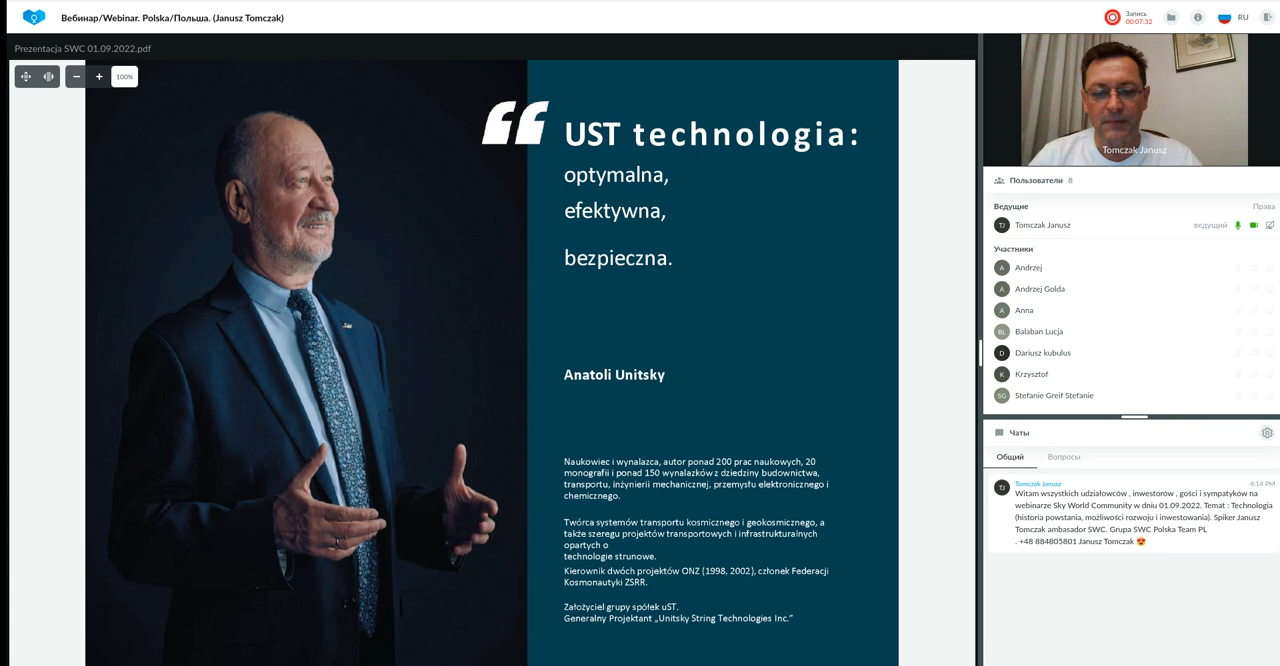 Вебинар/Webinar. Polska/Польша. (Janusz Tomczak)
Запись
00:07:32
RU
Prezentacja SWC 01.09.2022.pdf
100%
UST technologia:
optymalna,
efektywna,
bezpieczna.
Anatoli Unitsky
Naukowiec i wynalazca, autor ponad 200 prac naukowych, 20
monografii i ponad 150 wynalazków z dziedziny budownictwa,
transportu, inżynierii mechanicznej, przemysłu elektronicznego i
chemicznego.
Twórca systemów transportu kosmicznego i geokosmicznego, a
także szeregu projektów transportowych i infrastrukturalnych
opartych o
technologie strunowe.
Kierownik dwóch projektów ONZ (1998, 2002), członek Federacji
Kosmonautyki ZSRR.
Założyciel grupy spółek uST.
Generalny Projektant „Unitsky String Technologies Inc.”
Tomczak Janusz
Пользователи 8
Ведущие Права
TJ Tomczak Janusz ведущий
Участники
A Andrzej
A Andrzej Golda
A Anna
BL Balaban Lucja
D Dariusz kubulus
K Krzysztof
SG Stefanie Greif Stefanie
Чаты
Общий Вопросы
TJ Tomczak Janusz 4:14 PM
Witam wszystkich udziałowców , inwestorów , gości i sympatyków na
webinarze Sky World Community w dniu 01.09.2022. Temat : Technologia
(historia powstania, możliwości rozwoju i inwestowania). Spiker Janusz
Tomczak ambasador SWC. Grupa SWC Polska Team PL
. +48 884805801 Janusz Tomczak 😍